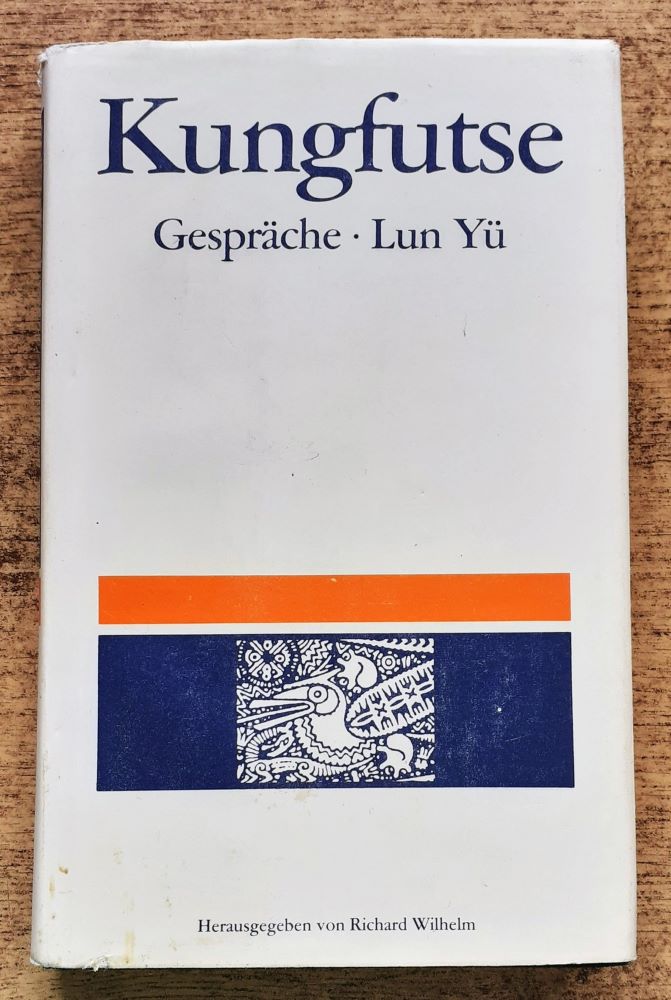 Kungfutse
Gespräche · Lun Yü
Herausgegeben von Richard Wilhelm